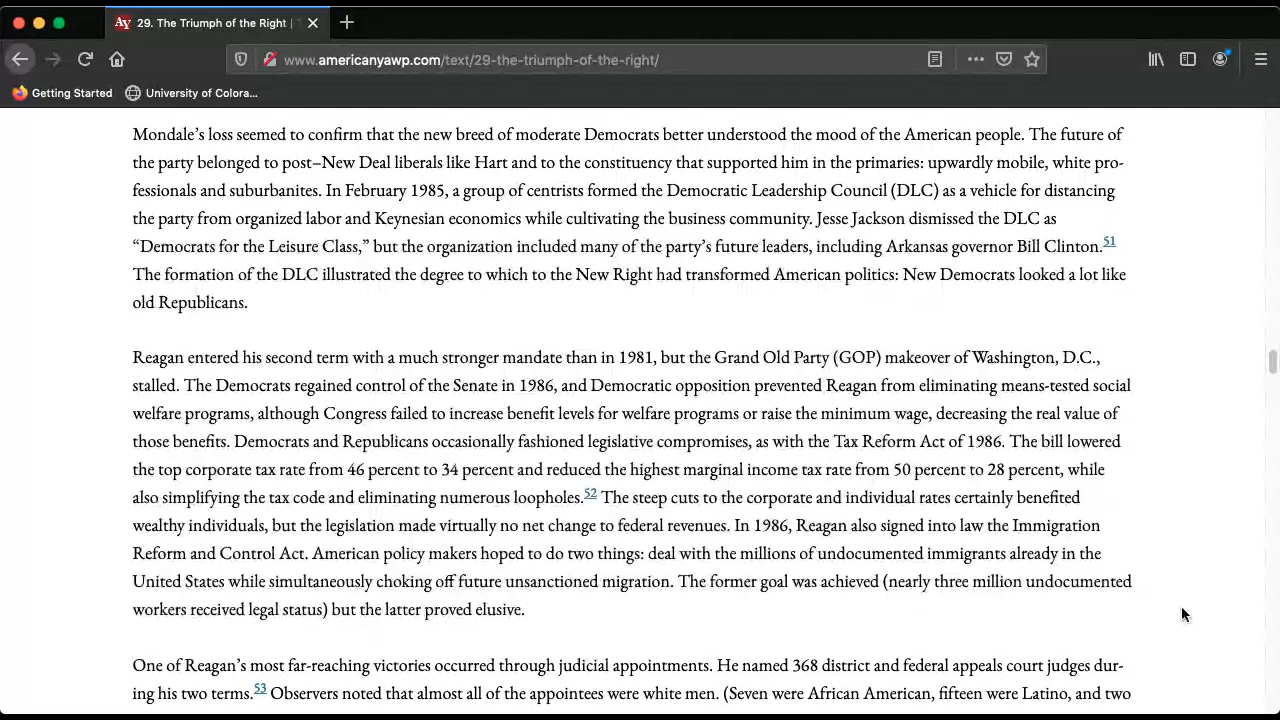 29. The Triumph of the Right |
www.americanyawp.com/text/29-the-triumph-of-the-right/
Getting Started
University of Colora...
Mondale's loss seemed to confirm that the new breed of moderate Democrats better understood the mood of the American people. The future of
the party belonged to post–New Deal liberals like Hart and to the constituency that supported him in the primaries: upwardly mobile, white pro-
fessionals and suburbanites. In February 1985, a group of centrists formed the Democratic Leadership Council (DLC) as a vehicle for distancing
the party from organized labor and Keynesian economics while cultivating the business community. Jesse Jackson dismissed the DLC as
“Democrats for the Leisure Class,” but the organization included many of the party's future leaders, including Arkansas governor Bill Clinton.51
The formation of the DLC illustrated the degree to which to the New Right had transformed American politics: New Democrats looked a lot like
old Republicans.
Reagan entered his second term with a much stronger mandate than in 1981, but the Grand Old Party (GOP) makeover of Washington, D.C.,
stalled. The Democrats regained control of the Senate in 1986, and Democratic opposition prevented Reagan from eliminating means-tested social
welfare programs, although Congress failed to increase benefit levels for welfare programs or raise the minimum wage, decreasing the real value of
those benefits. Democrats and Republicans occasionally fashioned legislative compromises, as with the Tax Reform Act of 1986. The bill lowered
the top corporate tax rate from 46 percent to 34 percent and reduced the highest marginal income tax rate from 50 percent to 28 percent, while
also simplifying the tax code and eliminating numerous loopholes.52 The steep cuts to the corporate and individual rates certainly benefited
wealthy individuals, but the legislation made virtually no net change to federal revenues. In 1986, Reagan also signed into law the Immigration
Reform and Control Act. American policy makers hoped to do two things: deal with the millions of undocumented immigrants already in the
United States while simultaneously choking off future unsanctioned migration. The former goal was achieved (nearly three million undocumented
workers received legal status) but the latter proved elusive.
One of Reagan's most far-reaching victories occurred through judicial appointments. He named 368 district and federal appeals court judges dur-
ing his two terms.53 Observers noted that almost all of the appointees were white men. (Seven were African American, fifteen were Latino, and two